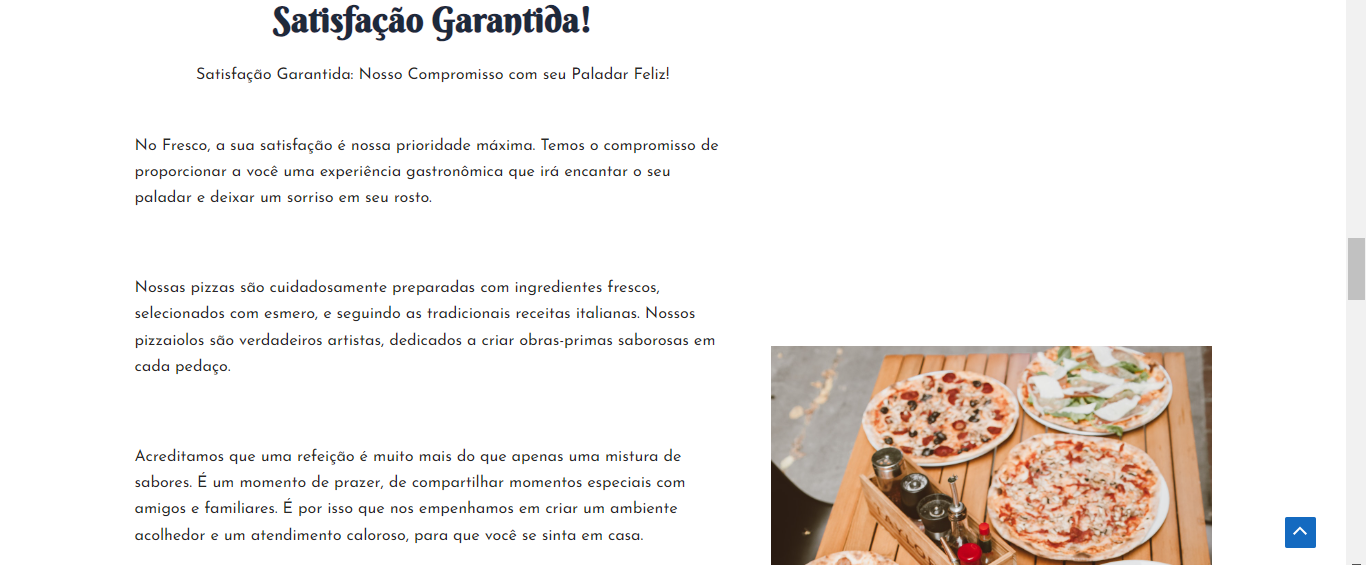 Satisfação Garantida!
Satisfação Garantida: Nosso Compromisso com seu Paladar Feliz!
No Fresco, a sua satisfação é nossa prioridade máxima. Temos o compromisso de
proporcionar a você uma experiência gastronômica que irá encantar o seu
paladar e deixar um sorriso em seu rosto.
Nossas pizzas são cuidadosamente preparadas com ingredientes frescos,
selecionados com esmero, e seguindo as tradicionais receitas italianas. Nossos
pizzaiolos são verdadeiros artistas, dedicados a criar obras-primas saborosas em
cada pedaço.
Acreditamos que uma refeição é muito mais do que apenas uma mistura de
sabores. É um momento de prazer, de compartilhar momentos especiais com
amigos e familiares. É por isso que nos empenhamos em criar um ambiente
acolhedor e um atendimento caloroso, para que você se sinta em casa.